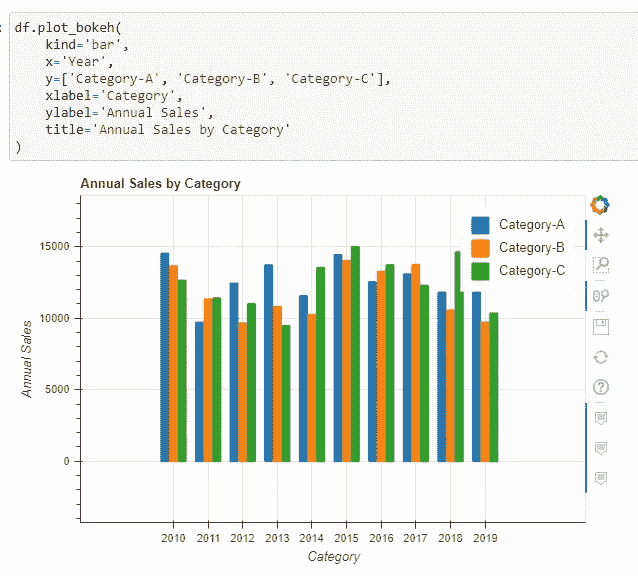 df.plot_bokeh(
    kind='bar',
    x='Year',
    y=['Category-A', 'Category-B', 'Category-C'],
    xlabel='Category',
    ylabel='Annual Sales',
    title='Annual Sales by Category'
)
Annual Sales by Category
Category-A
Category-B
Category-C
15000
10000
5000
0
Annual Sales
2010 2011 2012 2013 2014 2015 2016 2017 2018 2019
Category